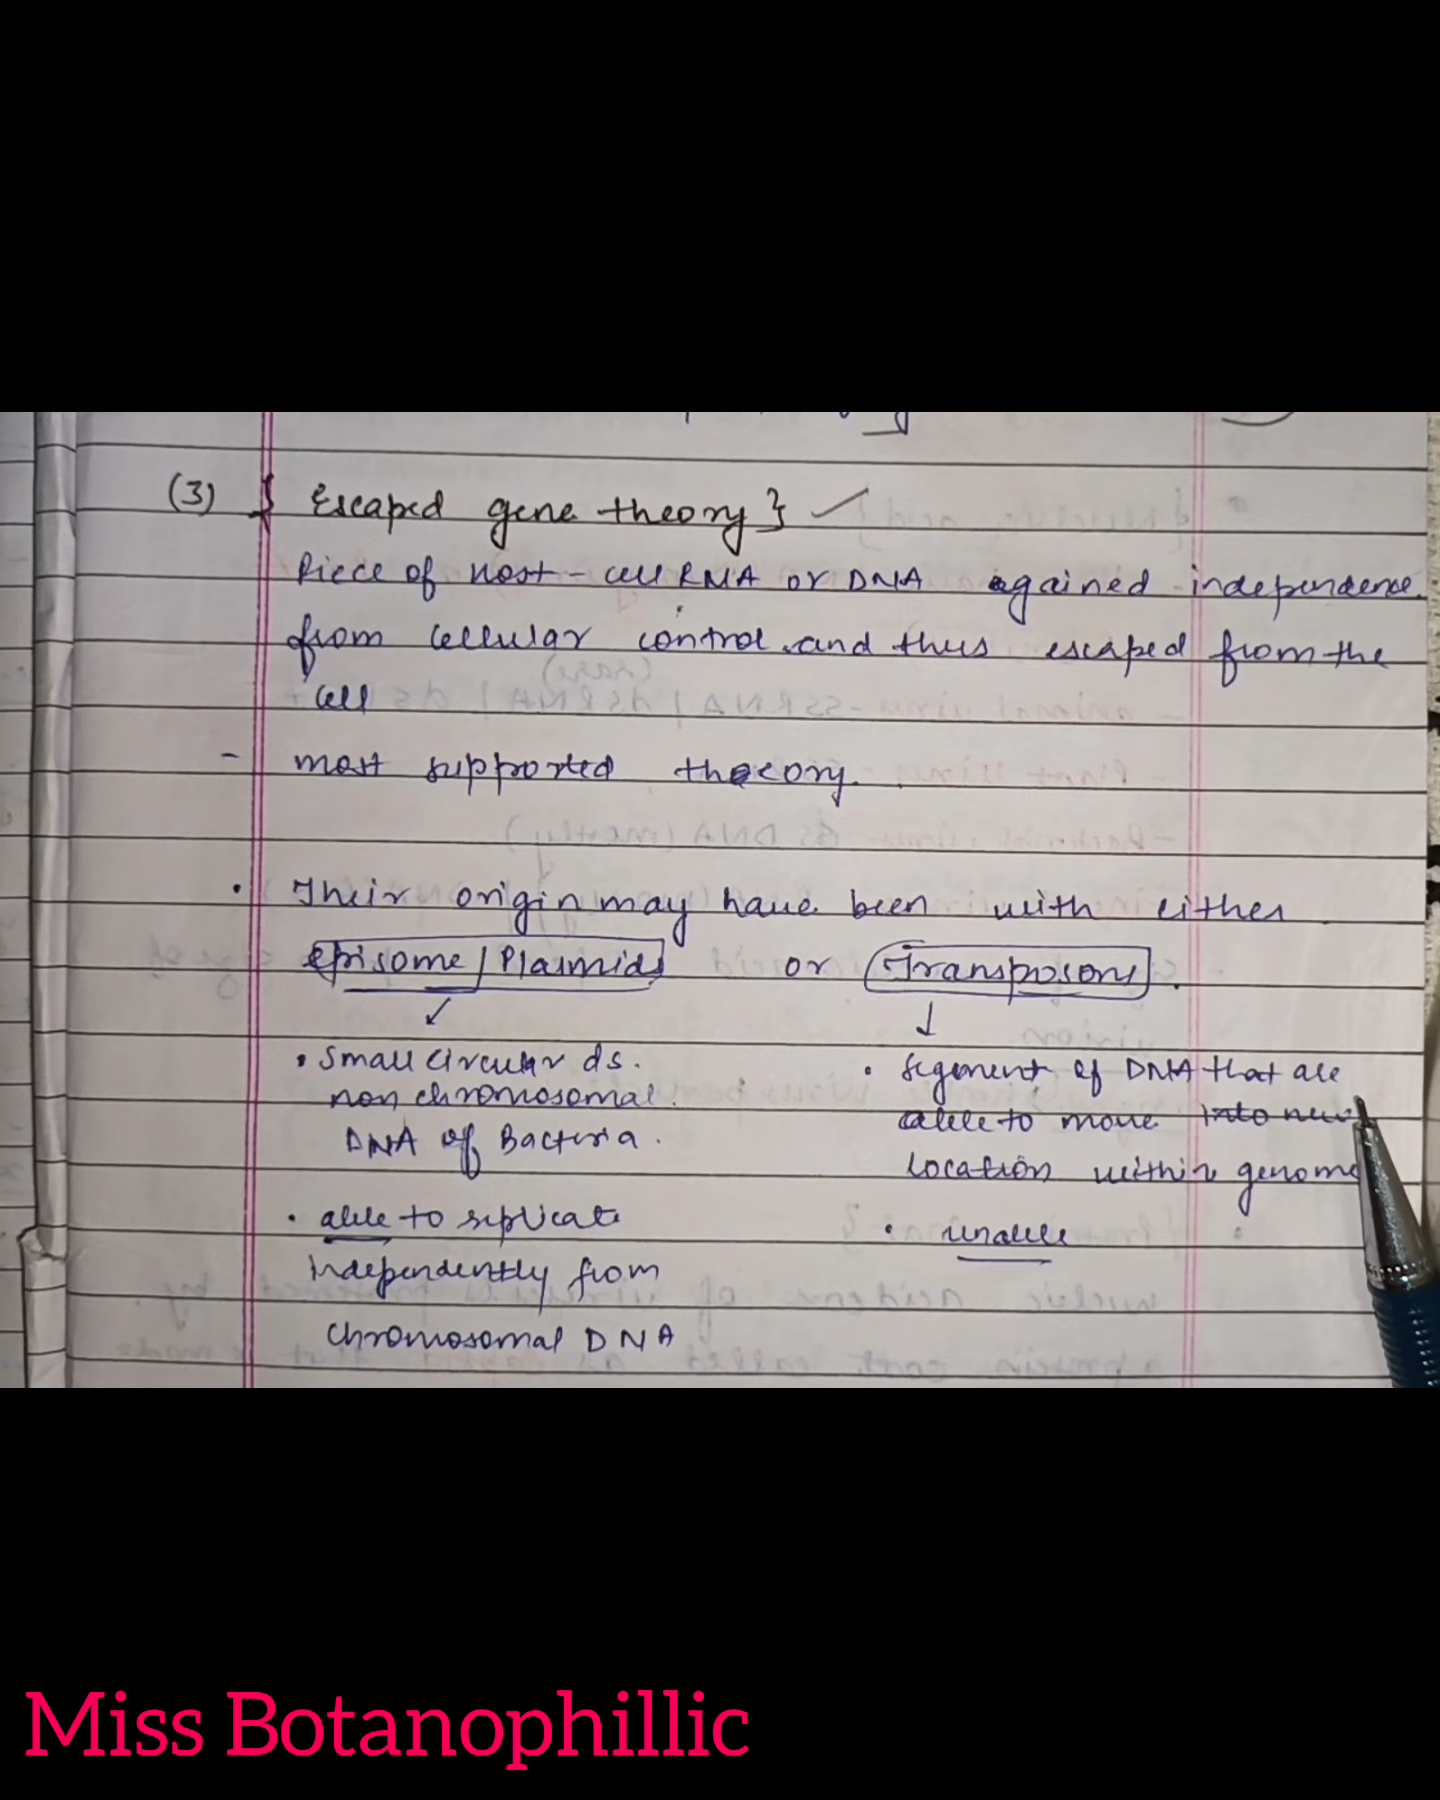 (3) { Escaped gene theory} ✓
Piece of host - cell RNA or DNA gained independence
from cellular control and thus escaped from the
cell
- most supported theory.
• Their origin may have been with either
episome / Plasmids or Transposons.
• Small circular ds.
non chromosomal.
DNA of Bacteria.
• able to replicate
independently from
chromosomal DNA
• segment of DNA that are
able to move into new
location within genome
• unable
Miss Botanophillic